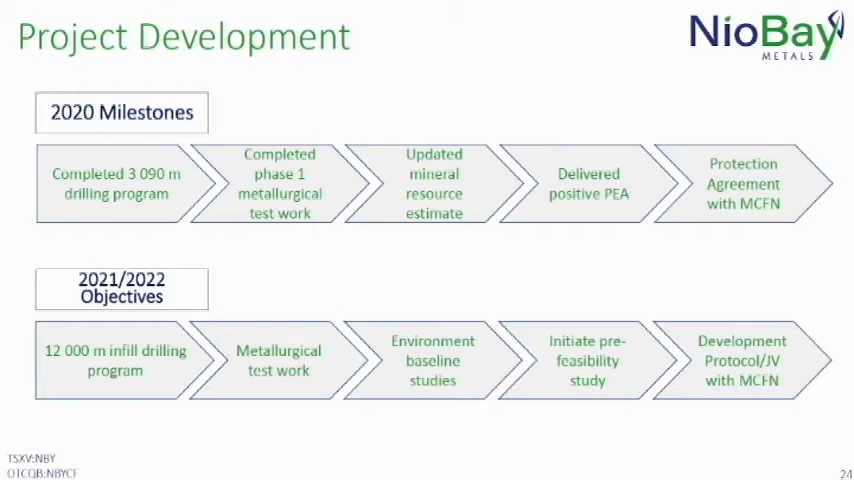 Project Development
NioBay
METALS
2020 Milestones
Completed 3 090 m
drilling program
Completed
phase 1
metallurgical
test work
Updated
mineral
resource
estimate
Delivered
positive PEA
Protection
Agreement
with MCFN
2021/2022
Objectives
12 000 m infill drilling
program
Metallurgical
test work
Environment
baseline
studies
Initiate pre-
feasibility
study
Development
Protocol/JV
with MCFN
TSXV:NBY
OTCQB:NBYCF
24